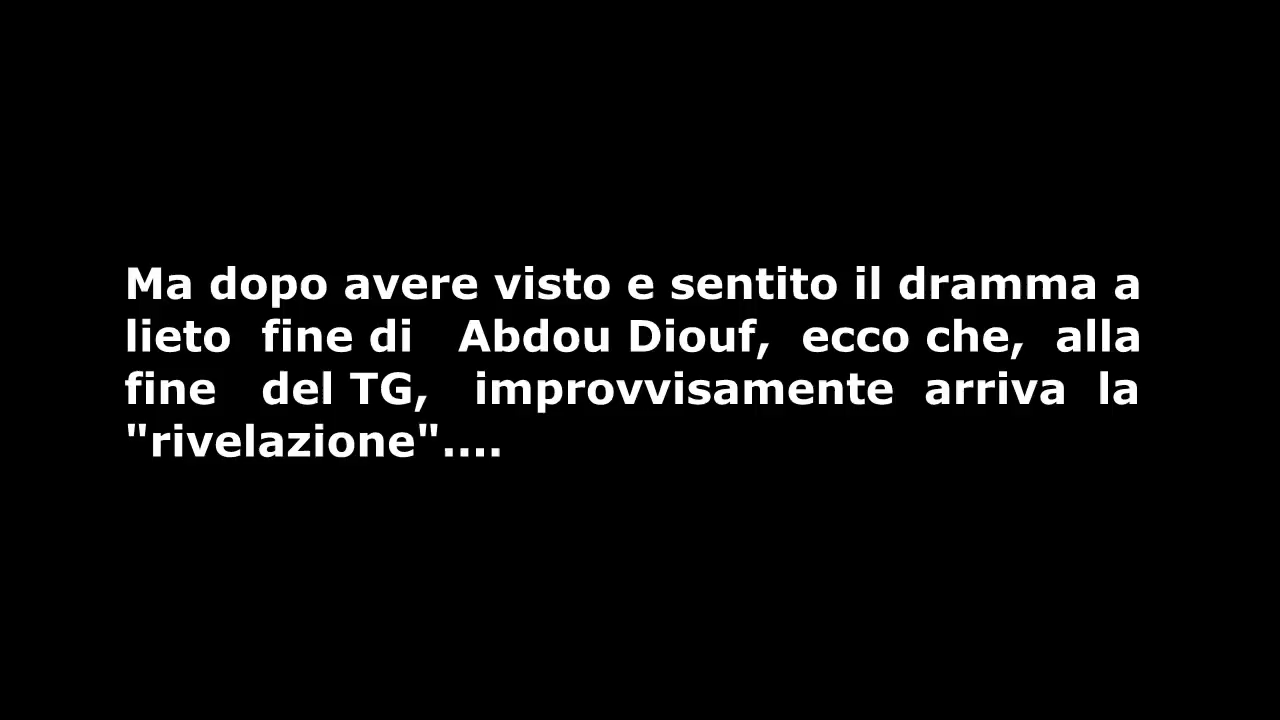 Ma dopo avere visto e sentito il dramma a
lieto fine di Abdou Diouf, ecco che, alla
fine del TG, improvvisamente arriva la
"rivelazione"....